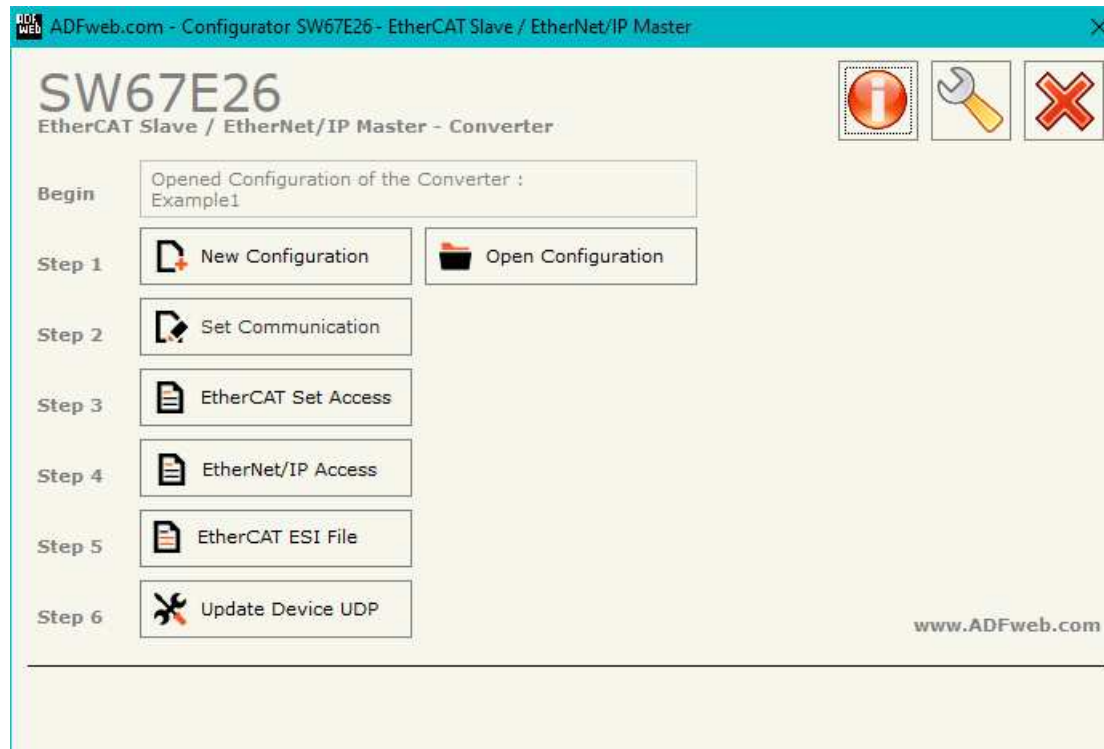 ADFweb.com - Configurator SW67E26 - EtherCAT Slave / EtherNet/IP Master
SW67E26
EtherCAT Slave / EtherNet/IP Master - Converter
Begin
Opened Configuration of the Converter :
Example1
Step 1
New Configuration
Open Configuration
Step 2
Set Communication
Step 3
EtherCAT Set Access
Step 4
EtherNet/IP Access
Step 5
EtherCAT ESI File
Step 6
Update Device UDP
www.ADFweb.com